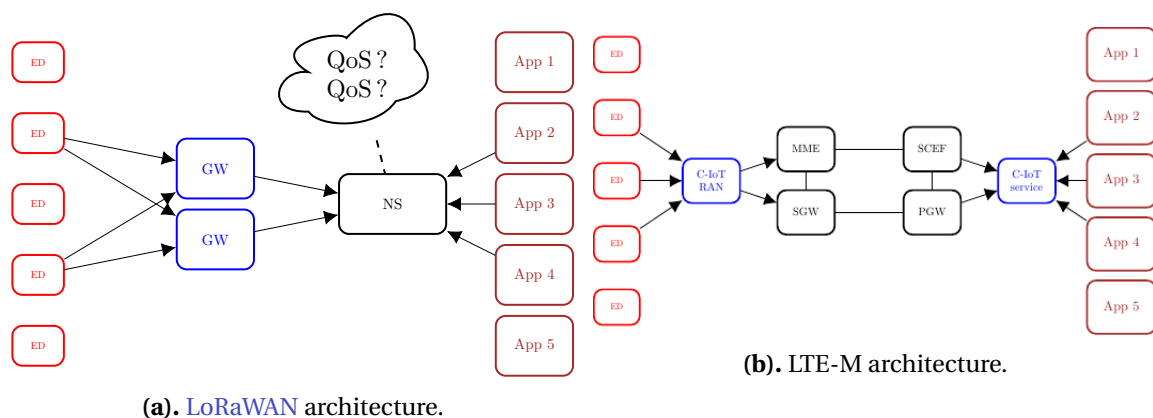 QoS ?
QoS ?
ED
ED
ED
ED
ED
GW
GW
NS
App 1
App 2
App 3
App 4
App 5
(a). LoRaWAN architecture.
ED
ED
ED
ED
ED
C-IoT
RAN
MME
SCEF
SGW
PGW
C-IoT
service
App 1
App 2
App 3
App 4
App 5
(b). LTE-M architecture.